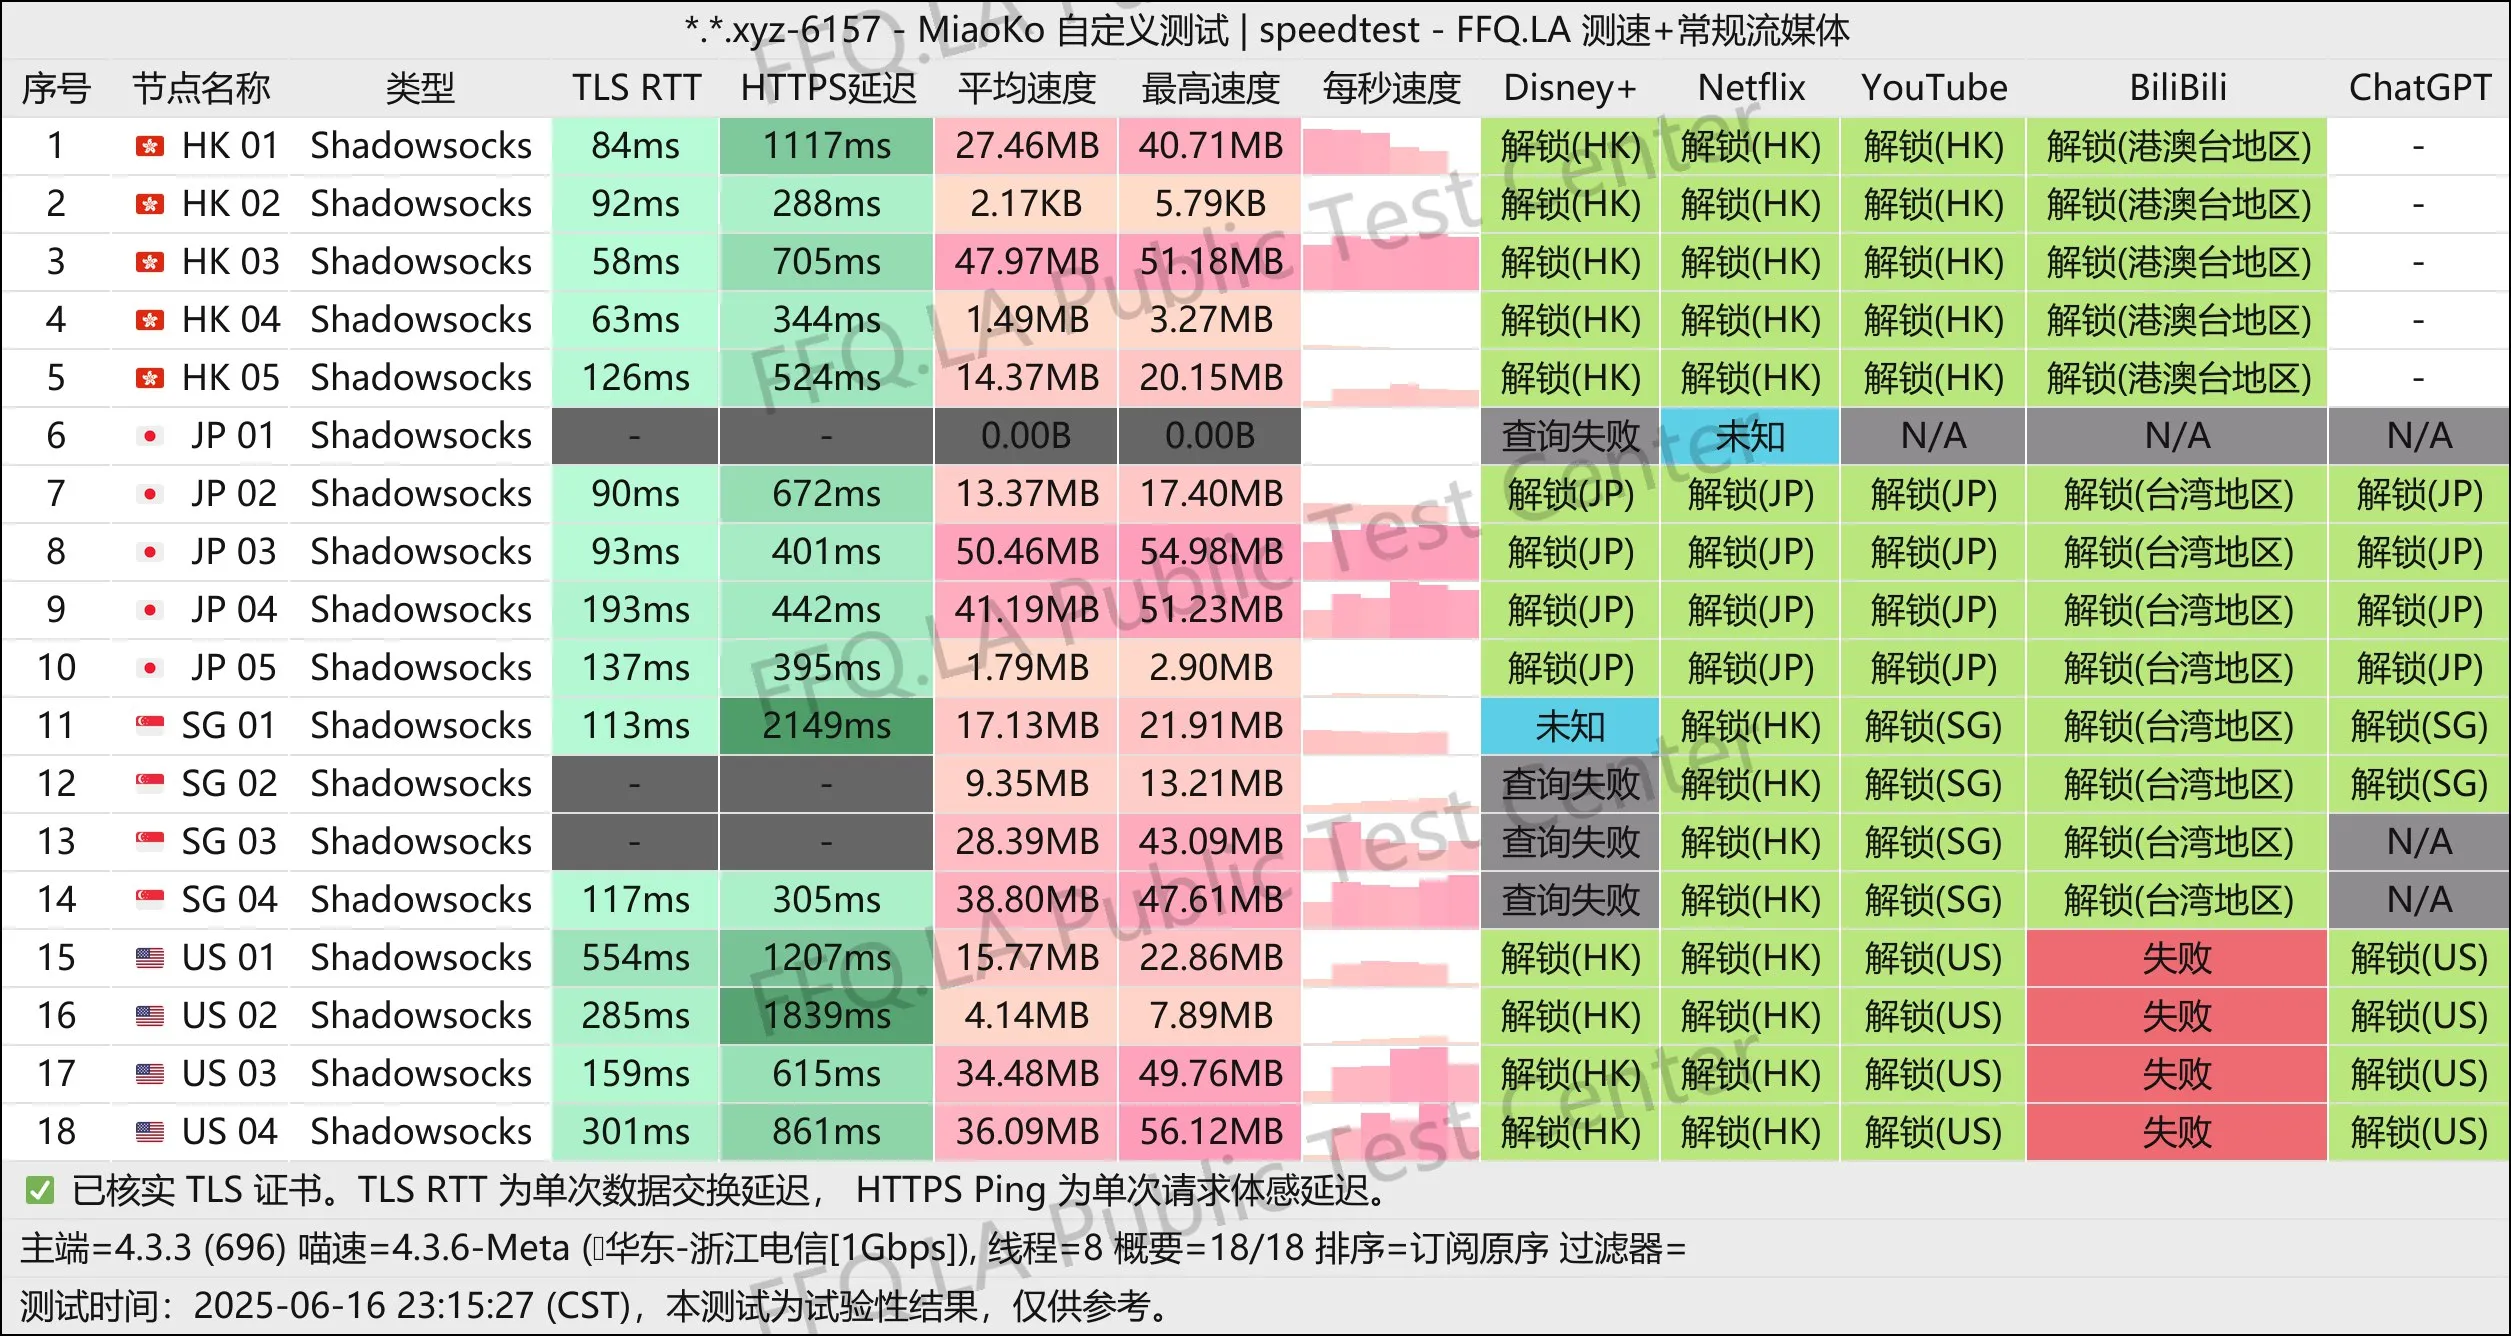 *.*.xyz-6157 - MiaoKo 自定义测试 | speedtest - FFQ.LA 测速+常规流媒体
序号 节点名称 类型 TLS RTT HTTPS延迟 平均速度 最高速度 每秒速度 Disney+ Netflix YouTube BiliBili ChatGPT
1 HK 01 Shadowsocks 84ms 1117ms 27.46MB 40.71MB 解锁(HK) 解锁(HK) 解锁(HK) 解锁(港澳台地区) -
2 HK 02 Shadowsocks 92ms 288ms 2.17KB 5.79KB 解锁(HK) 解锁(HK) 解锁(HK) 解锁(港澳台地区) -
3 HK 03 Shadowsocks 58ms 705ms 47.97MB 51.18MB 解锁(HK) 解锁(HK) 解锁(HK) 解锁(港澳台地区) -
4 HK 04 Shadowsocks 63ms 344ms 1.49MB 3.27MB 解锁(HK) 解锁(HK) 解锁(HK) 解锁(港澳台地区) -
5 HK 05 Shadowsocks 126ms 524ms 14.37MB 20.15MB 解锁(HK) 解锁(HK) 解锁(HK) 解锁(港澳台地区) -
6 JP 01 Shadowsocks - - 0.00B 0.00B 查询失败 未知 N/A N/A N/A
7 JP 02 Shadowsocks 90ms 672ms 13.37MB 17.40MB 解锁(JP) 解锁(JP) 解锁(JP) 解锁(台湾地区) 解锁(JP)
8 JP 03 Shadowsocks 93ms 401ms 50.46MB 54.98MB 解锁(JP) 解锁(JP) 解锁(JP) 解锁(台湾地区) 解锁(JP)
9 JP 04 Shadowsocks 193ms 442ms 41.19MB 51.23MB 解锁(JP) 解锁(JP) 解锁(JP) 解锁(台湾地区) 解锁(JP)
10 JP 05 Shadowsocks 137ms 395ms 1.79MB 2.90MB 解锁(JP) 解锁(JP) 解锁(JP) 解锁(台湾地区) 解锁(JP)
11 SG 01 Shadowsocks 113ms 2149ms 17.13MB 21.91MB 未知 解锁(HK) 解锁(SG) 解锁(台湾地区) 解锁(SG)
12 SG 02 Shadowsocks - - 9.35MB 13.21MB 查询失败 解锁(HK) 解锁(SG) 解锁(台湾地区) 解锁(SG)
13 SG 03 Shadowsocks - - 28.39MB 43.09MB 查询失败 解锁(HK) 解锁(SG) 解锁(台湾地区) N/A
14 SG 04 Shadowsocks 117ms 305ms 38.80MB 47.61MB 查询失败 解锁(HK) 解锁(SG) 解锁(台湾地区) N/A
15 US 01 Shadowsocks 554ms 1207ms 15.77MB 22.86MB 解锁(HK) 解锁(HK) 解锁(US) 失败 解锁(US)
16 US 02 Shadowsocks 285ms 1839ms 4.14MB 7.89MB 解锁(HK) 解锁(HK) 解锁(US) 失败 解锁(US)
17 US 03 Shadowsocks 159ms 615ms 34.48MB 49.76MB 解锁(HK) 解锁(HK) 解锁(US) 失败 解锁(US)
18 US 04 Shadowsocks 301ms 861ms 36.09MB 56.12MB 解锁(HK) 解锁(HK) 解锁(US) 失败 解锁(US)
✅ 已核实 TLS 证书。TLS RTT 为单次数据交换延迟， HTTPS Ping 为单次请求体感延迟。
主端=4.3.3 (696) 喵速=4.3.6-Meta (华东-浙江电信[1Gbps]), 线程=8 概要=18/18 排序=订阅原序 过滤器=
测试时间：2025-06-16 23:15:27 (CST)，本测试为试验性结果，仅供参考。
FFQ.LA Public Test Center
FFQ.LA Public Test Center
FFQ.LA Public Test Center
FFQ.LA Public Test Center
FFQ.LA Public Test Center